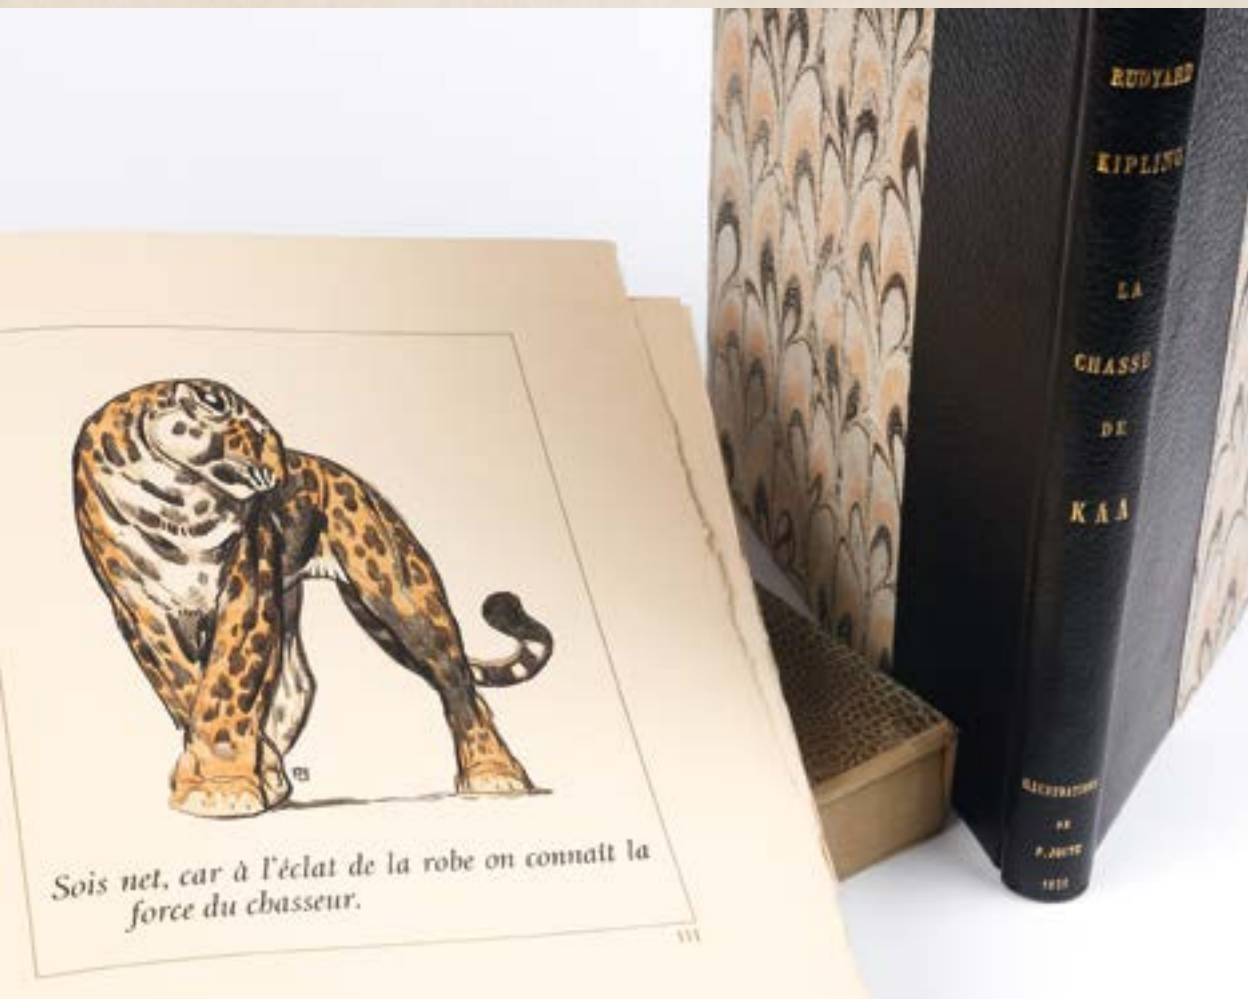 Sois net, car à l'éclat de la robe on connaît la
force du chasseur.
III
RUDYARD
KIPLING
LA
CHASSE
DE
KAA
ILLUSTRATIONS
DE
P. JOUVE